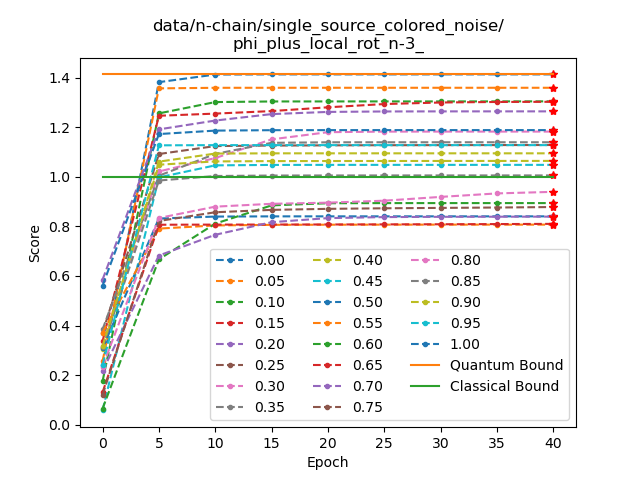 data/n-chain/single_source_colored_noise/
phi_plus_local_rot_n-3_
Score
1.4
1.2
1.0
0.8
0.6
0.4
0.2
0.0
0.00 0.40 0.80
0.05 0.45 0.85
0.10 0.50 0.90
0.15 0.55 0.95
0.20 0.60 1.00
0.25 0.65 Quantum Bound
0.30 0.70 Classical Bound
0.35 0.75
0 5 10 15 20 25 30 35 40
Epoch